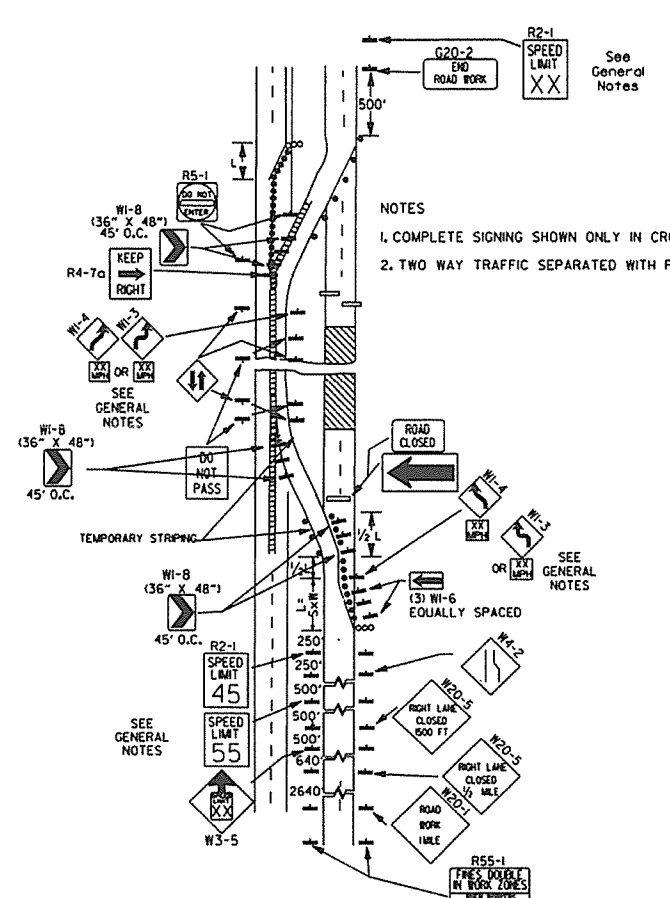 R2-1
SPEED
LIMIT
XX
See
General
Notes
G20-2
END
ROAD WORK
500'
L
R5-1
DO NOT
ENTER
W1-8
(36" X 48")
45' O.C.
KEEP
RIGHT
R4-7a
NOTES
1. COMPLETE SIGNING SHOWN ONLY IN CRO
2. TWO WAY TRAFFIC SEPARATED WITH P
W1-4
W1-3
XX
MPH
OR
XX
MPH
SEE
GENERAL
NOTES
W1-8
(36" X 48")
45' O.C.
DO
NOT
PASS
ROAD
CLOSED
W1-4
XX
MPH
W1-3
OR
XX
MPH
SEE
GENERAL
NOTES
TEMPORARY STRIPING
½ L
½ L
L=
SxW
W1-8
(36" X 48")
45' O.C.
(3) W1-6
EQUALLY SPACED
R2-1
SPEED
LIMIT
45
250'
250'
500'
W4-2
SEE
GENERAL
NOTES
SPEED
LIMIT
55
500'
500'
640'
2640'
W20-5
RIGHT LANE
CLOSED
1500 FT
W20-5
RIGHT LANE
CLOSED
½ MILE
XX
W3-5
W20-1
ROAD
WORK
1 MILE
R55-1
FINES DOUBLE
IN WORK ZONES